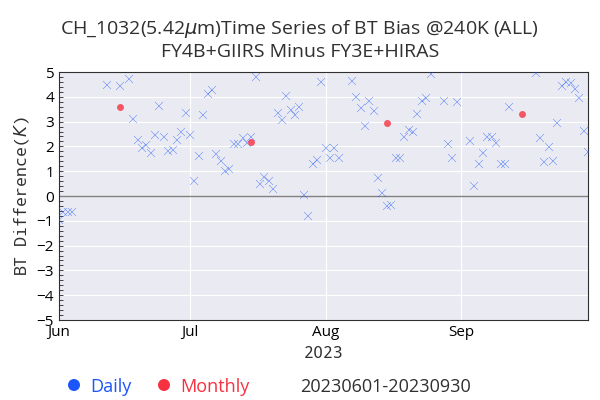 CH_1032(5.42μm)Time Series of BT Bias @240K (ALL)
FY4B+GIIRS Minus FY3E+HIRAS
5
4
3
2
1
0
−1
−2
−3
−4
−5
BT Difference(K)
Jun Jul Aug Sep
2023
Daily Monthly 20230601-20230930